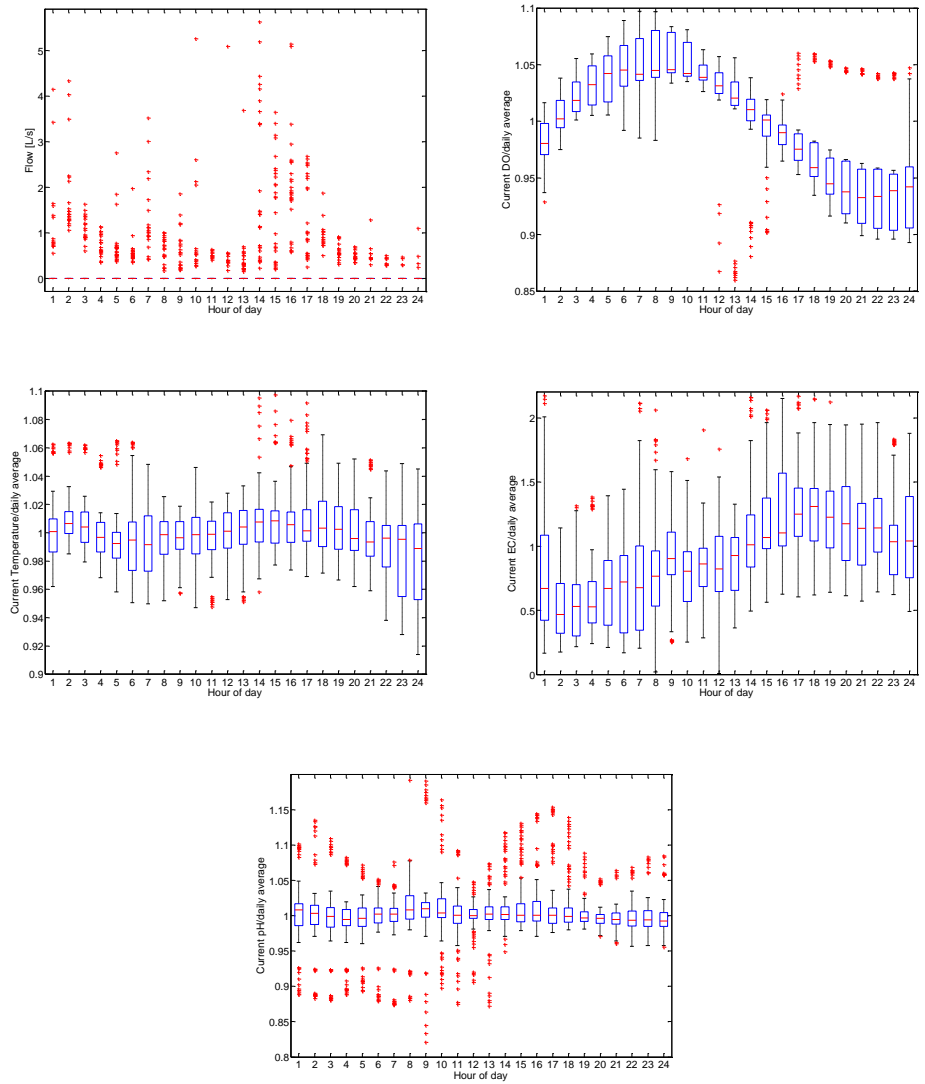 Flow [L/s]
5
4
3
2
1
0
1 2 3 4 5 6 7 8 9 10 11 12 13 14 15 16 17 18 19 20 21 22 23 24
Hour of day
Current DO/daily average
1.1
1.05
1
0.95
0.9
0.85
1 2 3 4 5 6 7 8 9 10 11 12 13 14 15 16 17 18 19 20 21 22 23 24
Hour of day
Current Temperature/daily average
1.1
1.08
1.06
1.04
1.02
1.00
0.98
0.96
0.94
0.92
0.9
1 2 3 4 5 6 7 8 9 10 11 12 13 14 15 16 17 18 19 20 21 22 23 24
Hour of day
Current EC/daily average
2
1
0
1 2 3 4 5 6 7 8 9 10 11 12 13 14 15 16 17 18 19 20 21 22 23 24
Hour of day
Current pH/daily average
1.15
1.1
1.05
1
0.95
0.9
0.85
0.8
1 2 3 4 5 6 7 8 9 10 11 12 13 14 15 16 17 18 19 20 21 22 23 24
Hour of day